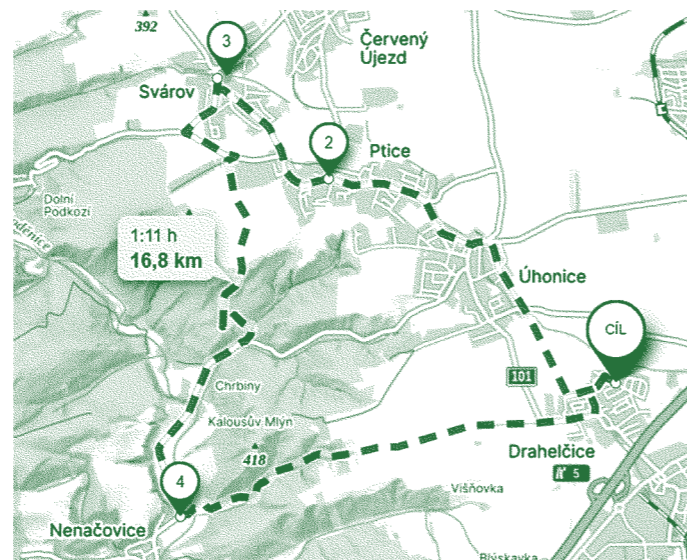 392
3
Červený
Újezd
Svárov
2
Ptice
Dolní
Podkozí
1:11 h
16,8 km
Úhonice
CÍL
101
Chrbiny
Kalousův Mlýn
418
Drahelčice
5
4
Višňovka
Nenačovice
Blýskavka